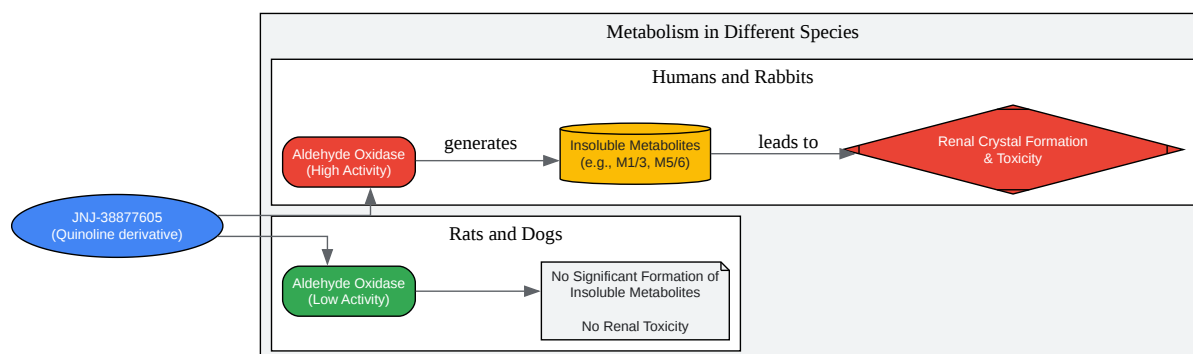 Metabolism in Different Species
Humans and Rabbits
Aldehyde Oxidase
(High Activity)
generates
Insoluble Metabolites
(e.g., M1/3, M5/6)
leads to
Renal Crystal Formation
& Toxicity
JNJ-38877605
(Quinoline derivative)
Rats and Dogs
Aldehyde Oxidase
(Low Activity)
No Significant Formation of
Insoluble Metabolites
No Renal Toxicity